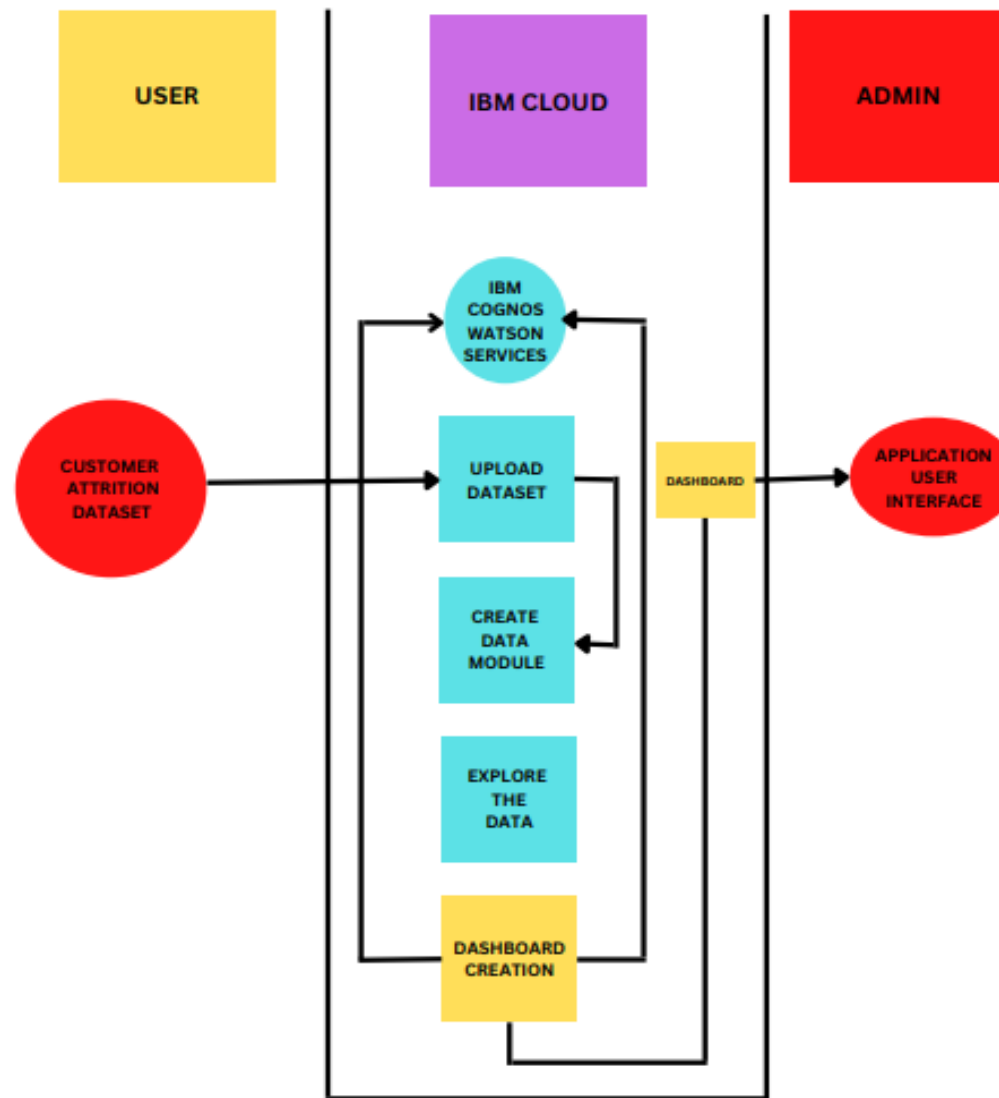 USER
IBM CLOUD
ADMIN
IBM
COGNOS
WATSON
SERVICES
CUSTOMER
ATTRITION
DATASET
UPLOAD
DATASET
DASHBOARD
APPLICATION
USER
INTERFACE
CREATE
DATA
MODULE
EXPLORE
THE
DATA
DASHBOARD
CREATION